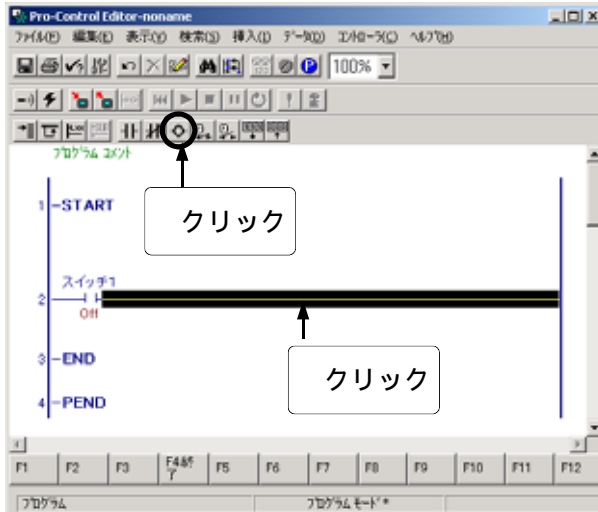 Pro-Control Editor-noname
ファイル(F) 編集(E) 表示(V) 検索(S) 挿入(I) データ(D) コントローラ(C) ヘルプ(H)
100%
プログラム コメント
クリック
1 START
スイッチ1
2
Off
クリック
3 END
4 PEND
F1 F2 F3 F4終了 F5 F6 F7 F8 F9 F10 F11 F12
プログラム プログラム モード *